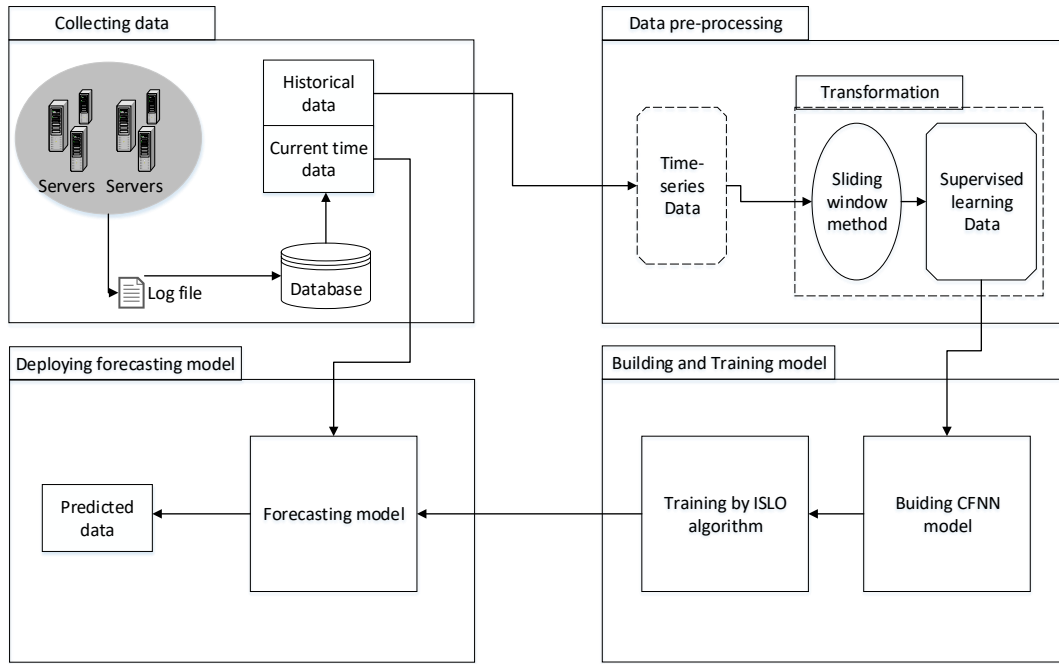 Collecting data
Servers Servers
Log file
Database
Historical
data
Current time
data
Data pre-processing
Time-
series
Data
Transformation
Sliding
window
method
Supervised
learning
Data
Deploying forecasting model
Predicted
data
Forecasting model
Building and Training model
Training by ISLO
algorithm
Buiding CFNN
model